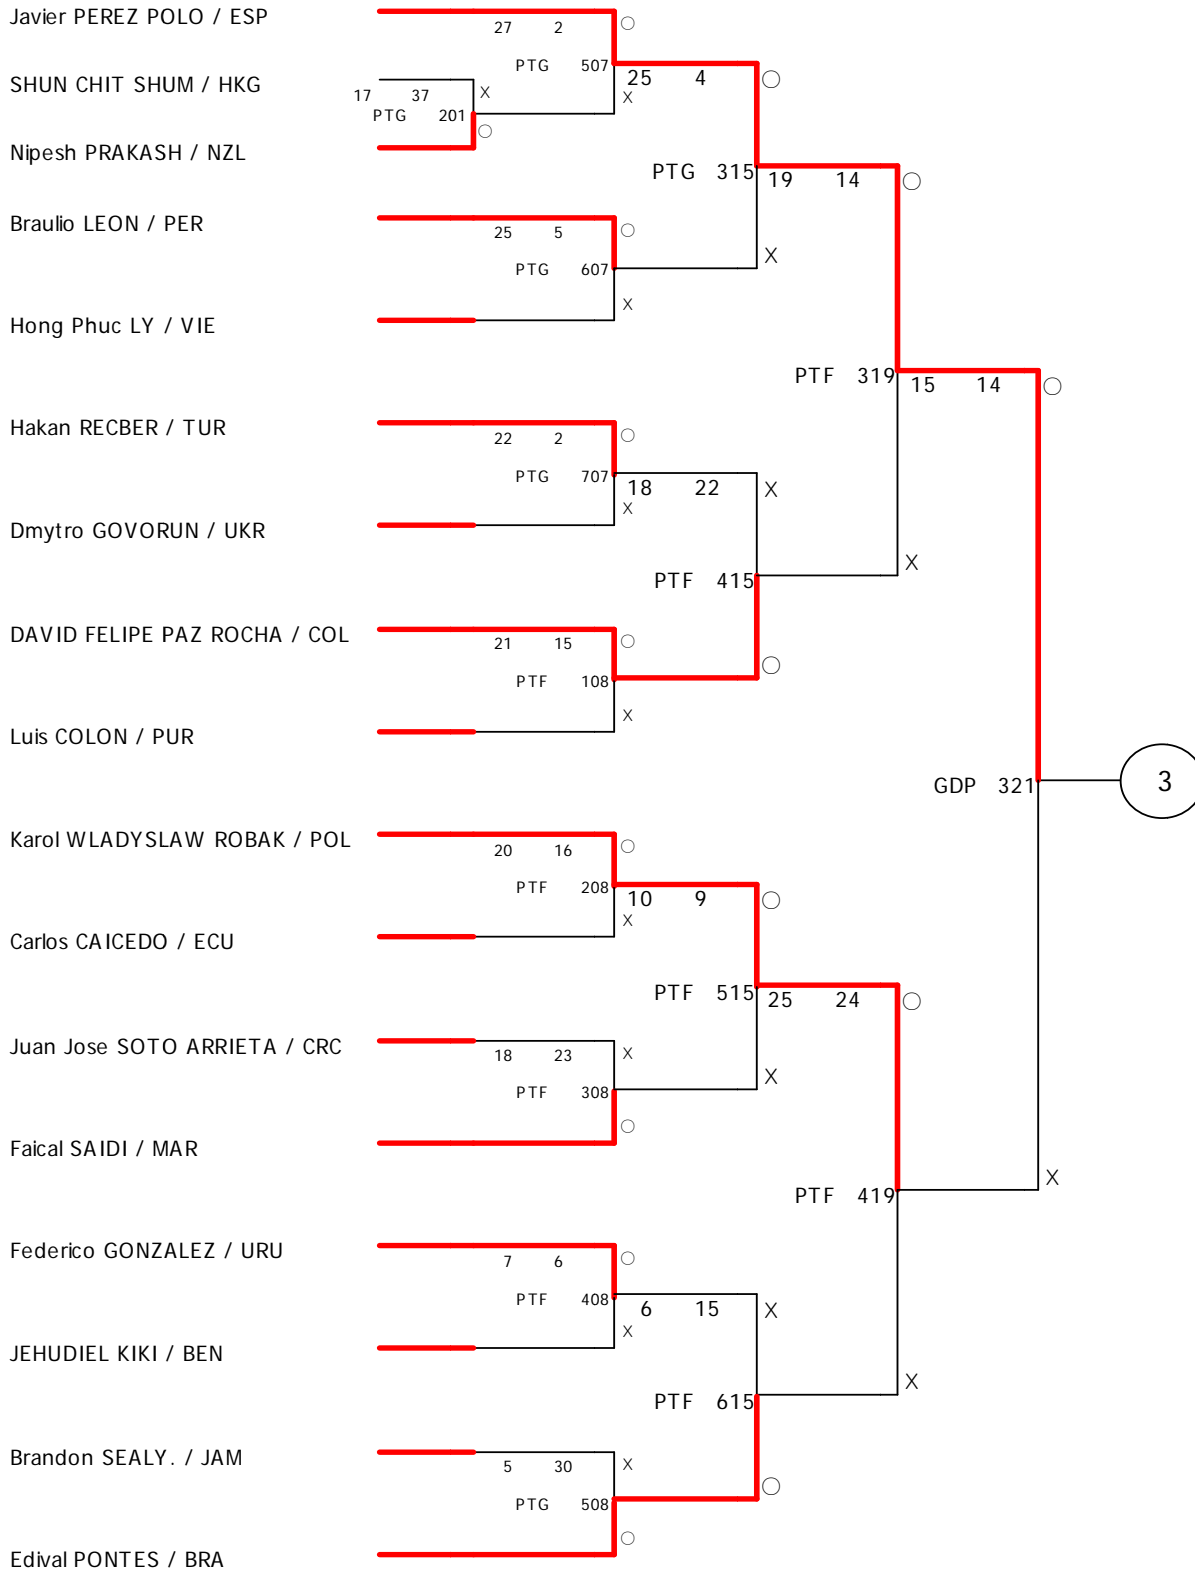 Javier PEREZ POLO / ESP
27 2
PTG 507
25 4
SHUN CHIT SHUM / HKG
17 37 X
PTG 201
X
Nipesh PRAKASH / NZL
PTG 315
19 14
Braulio LEON / PER
25 5
PTG 607
X
X
Hong Phuc LY / VIE
PTF 319
15 14
Hakan RECBER / TUR
22 2
PTG 707
18 22 X
X
Dmytro GOVORUN / UKR
X
PTF 415
DAVID FELIPE PAZ ROCHA / COL
21 15
PTF 108
X
Luis COLON / PUR
GDP 321
3
Karol WLADYSLAW ROBAK / POL
20 16
PTF 208
10 9
X
Carlos CAICEDO / ECU
PTF 515
25 24
Juan Jose SOTO ARRIETA / CRC
18 23 X
X
PTF 308
Faical SAIDI / MAR
X
PTF 419
Federico GONZALEZ / URU
7 6
PTF 408
6 15 X
X
JEHUDIEL KIKI / BEN
X
PTF 615
Brandon SEALY. / JAM
5 30 X
PTG 508
Edival PONTES / BRA